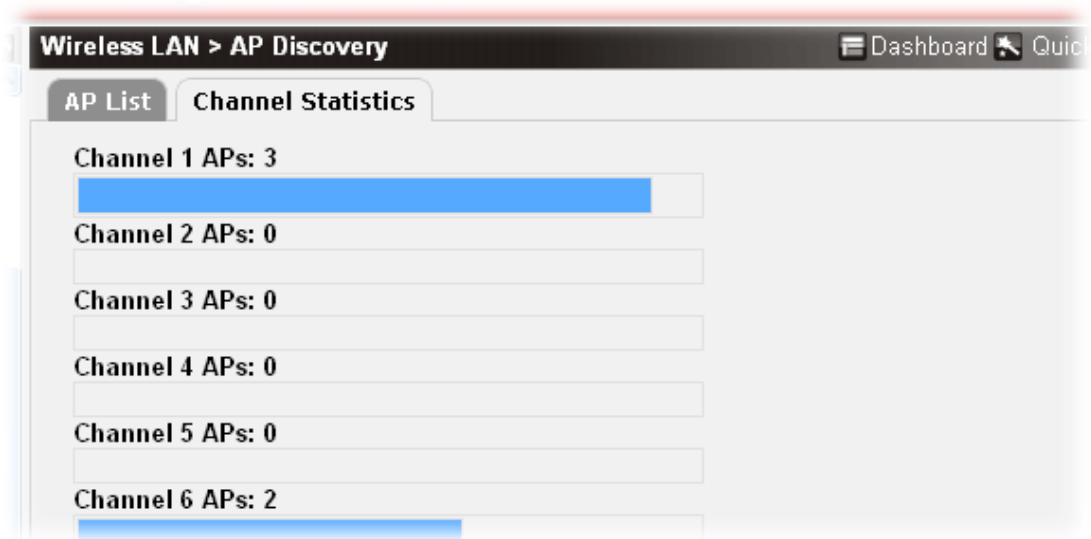 Wireless LAN > AP Discovery Dashboard
AP List Channel Statistics
Channel 1 APs: 3
Channel 2 APs: 0
Channel 3 APs: 0
Channel 4 APs: 0
Channel 5 APs: 0
Channel 6 APs: 2